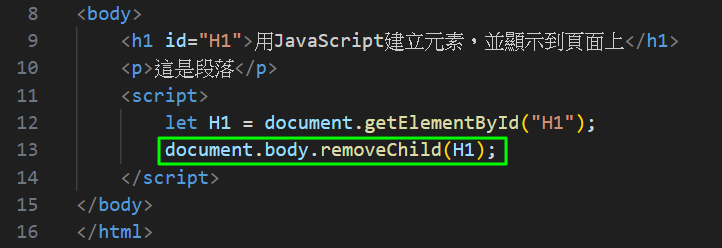 8 <body>
9 <h1 id="H1">用JavaScript建立元素，並顯示到頁面上</h1>
10 <p>這是段落</p>
11 <script>
12 let H1 = document.getElementById("H1");
13 document.body.removeChild(H1);
14 </script>
15 </body>
16 </html>